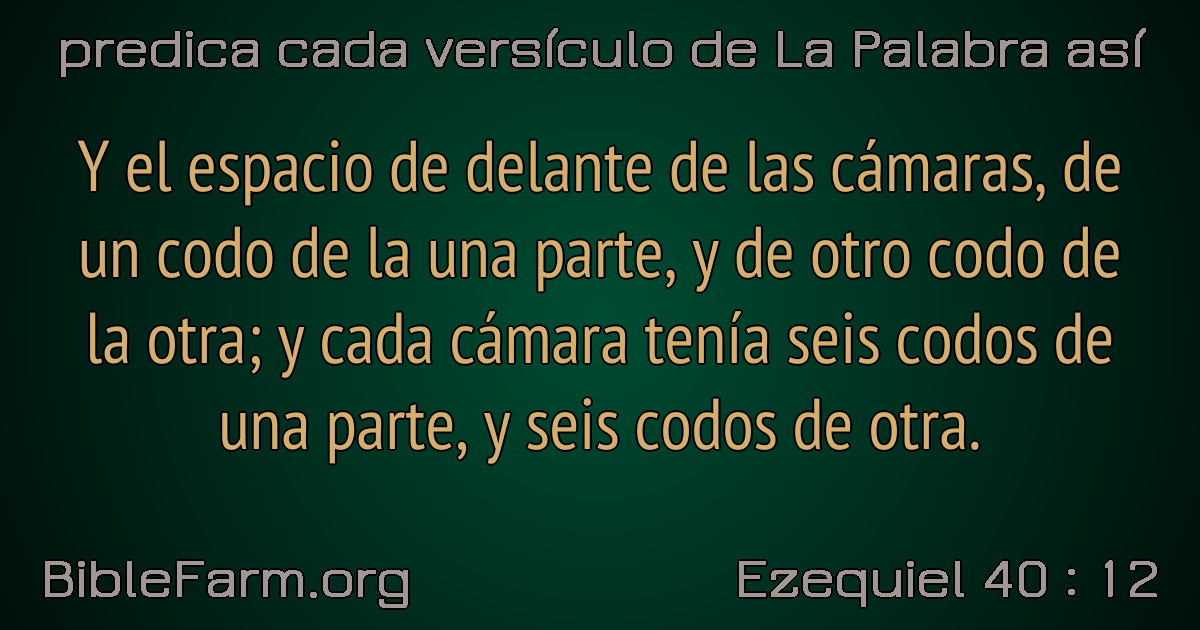 predica cada versículo de La Palabra así
Y el espacio de delante de las cámaras, de
un codo de la una parte, y de otro codo de
la otra; y cada cámara tenía seis codos de
una parte, y seis codos de otra.
BibleFarm.org
Ezequiel 40 : 12